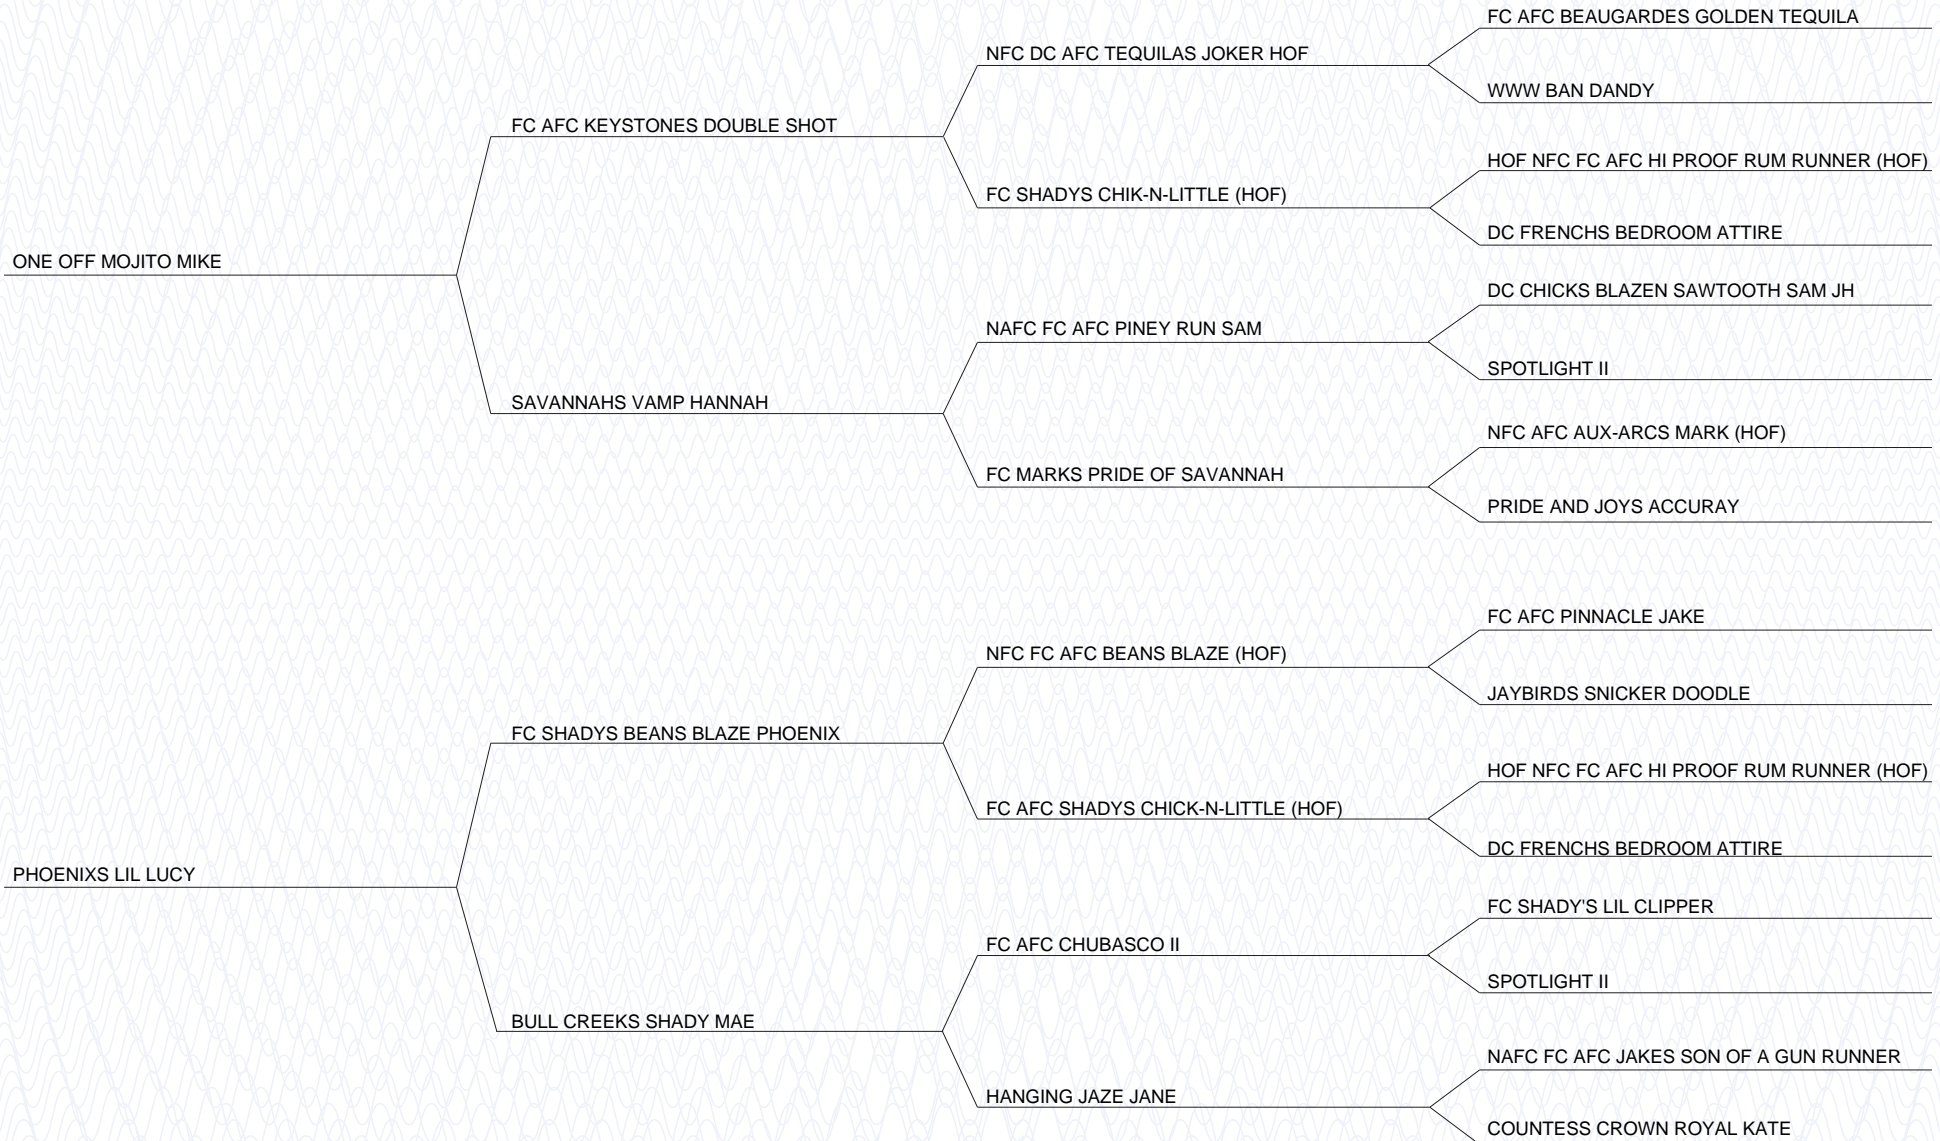 FC AFC BEAUGARDES GOLDEN TEQUILA
NFC DC AFC TEQUILAS JOKER HOF
WWW BAN DANDY
FC AFC KEYSTONES DOUBLE SHOT
HOF NFC FC AFC HI PROOF RUM RUNNER (HOF)
FC SHADYS CHIK-N-LITTLE (HOF)
DC FRENCHS BEDROOM ATTIRE
ONE OFF MOJITO MIKE
DC CHICKS BLAZEN SAWTOOTH SAM JH
NAFC FC AFC PINEY RUN SAM
SPOTLIGHT II
SAVANNAHS VAMP HANNAH
NFC AFC AUX-ARCS MARK (HOF)
FC MARKS PRIDE OF SAVANNAH
PRIDE AND JOYS ACCURAY
FC AFC PINNACLE JAKE
NFC FC AFC BEANS BLAZE (HOF)
JAYBIRDS SNICKER DOODLE
FC SHADYS BEANS BLAZE PHOENIX
HOF NFC FC AFC HI PROOF RUM RUNNER (HOF)
FC AFC SHADYS CHICK-N-LITTLE (HOF)
DC FRENCHS BEDROOM ATTIRE
PHOENIXS LIL LUCY
FC SHADY'S LIL CLIPPER
FC AFC CHUBASCO II
SPOTLIGHT II
BULL CREEKS SHADY MAE
NAFC FC AFC JAKES SON OF A GUN RUNNER
HANGING JAZE JANE
COUNTESS CROWN ROYAL KATE